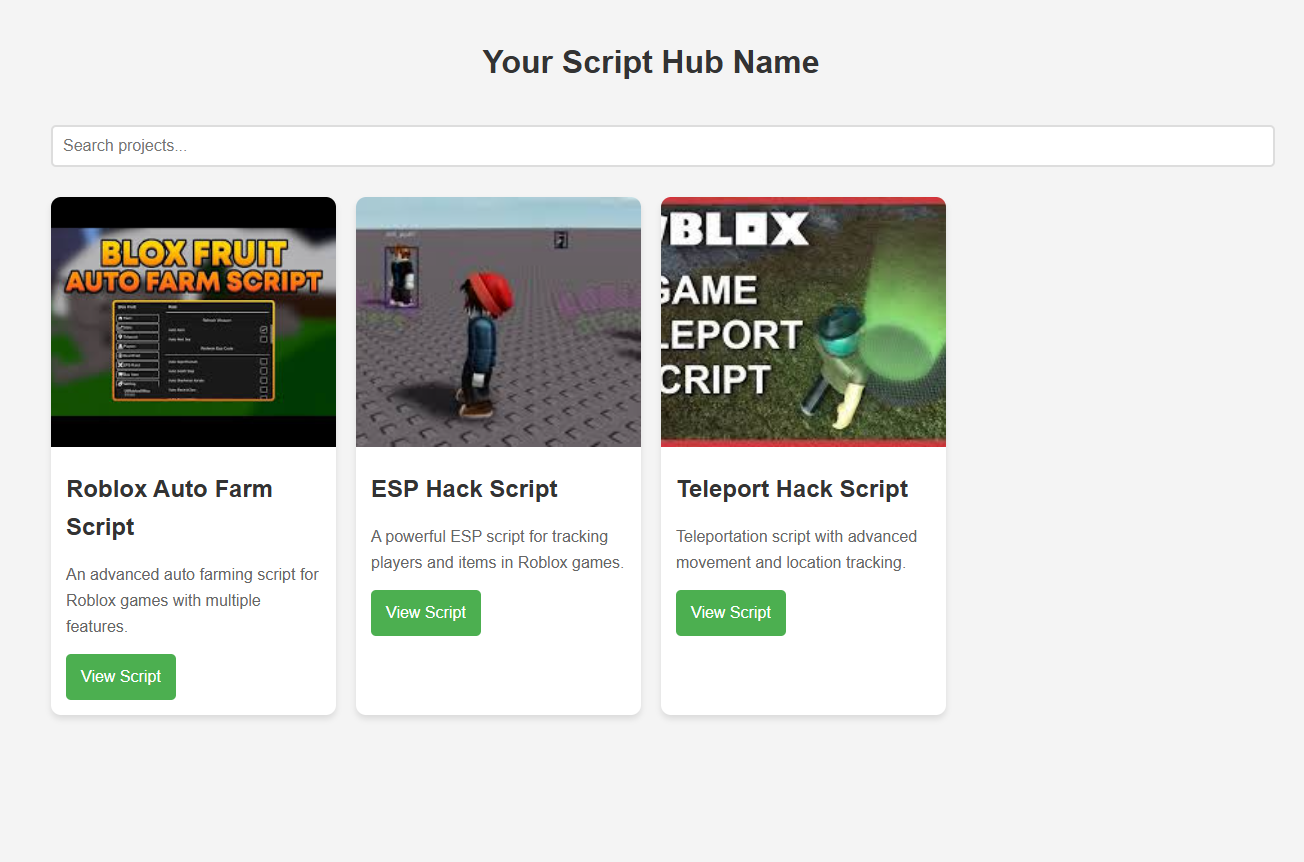 Your Script Hub Name
Search projects...
BLOX FRUIT
AUTO FARM SCRIPT
BLOX
GAME
LEPORT
CRIPT
Roblox Auto Farm
Script
ESP Hack Script
Teleport Hack Script
An advanced auto farming script for
Roblox games with multiple
features.
A powerful ESP script for tracking
players and items in Roblox games.
Teleportation script with advanced
movement and location tracking.
View Script
View Script
View Script